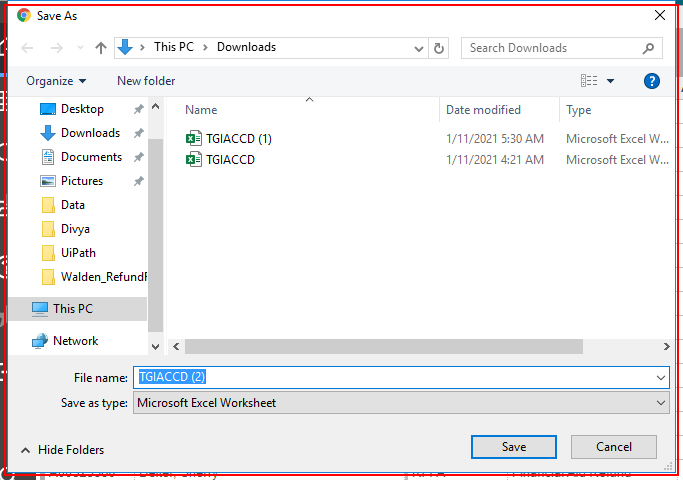 Save As
This PC > Downloads
Search Downloads
Organize New folder
?
Name Date modified Type
Desktop
Downloads
Documents
Pictures
Data
Divya
UiPath
Walden_Refund
This PC
Network
TGIACCD (1) 1/11/2021 5:30 AM Microsoft Excel W...
TGIACCD 1/11/2021 4:21 AM Microsoft Excel W...
File name: TGIACCD (2)
Save as type: Microsoft Excel Worksheet
Hide Folders
Save Cancel